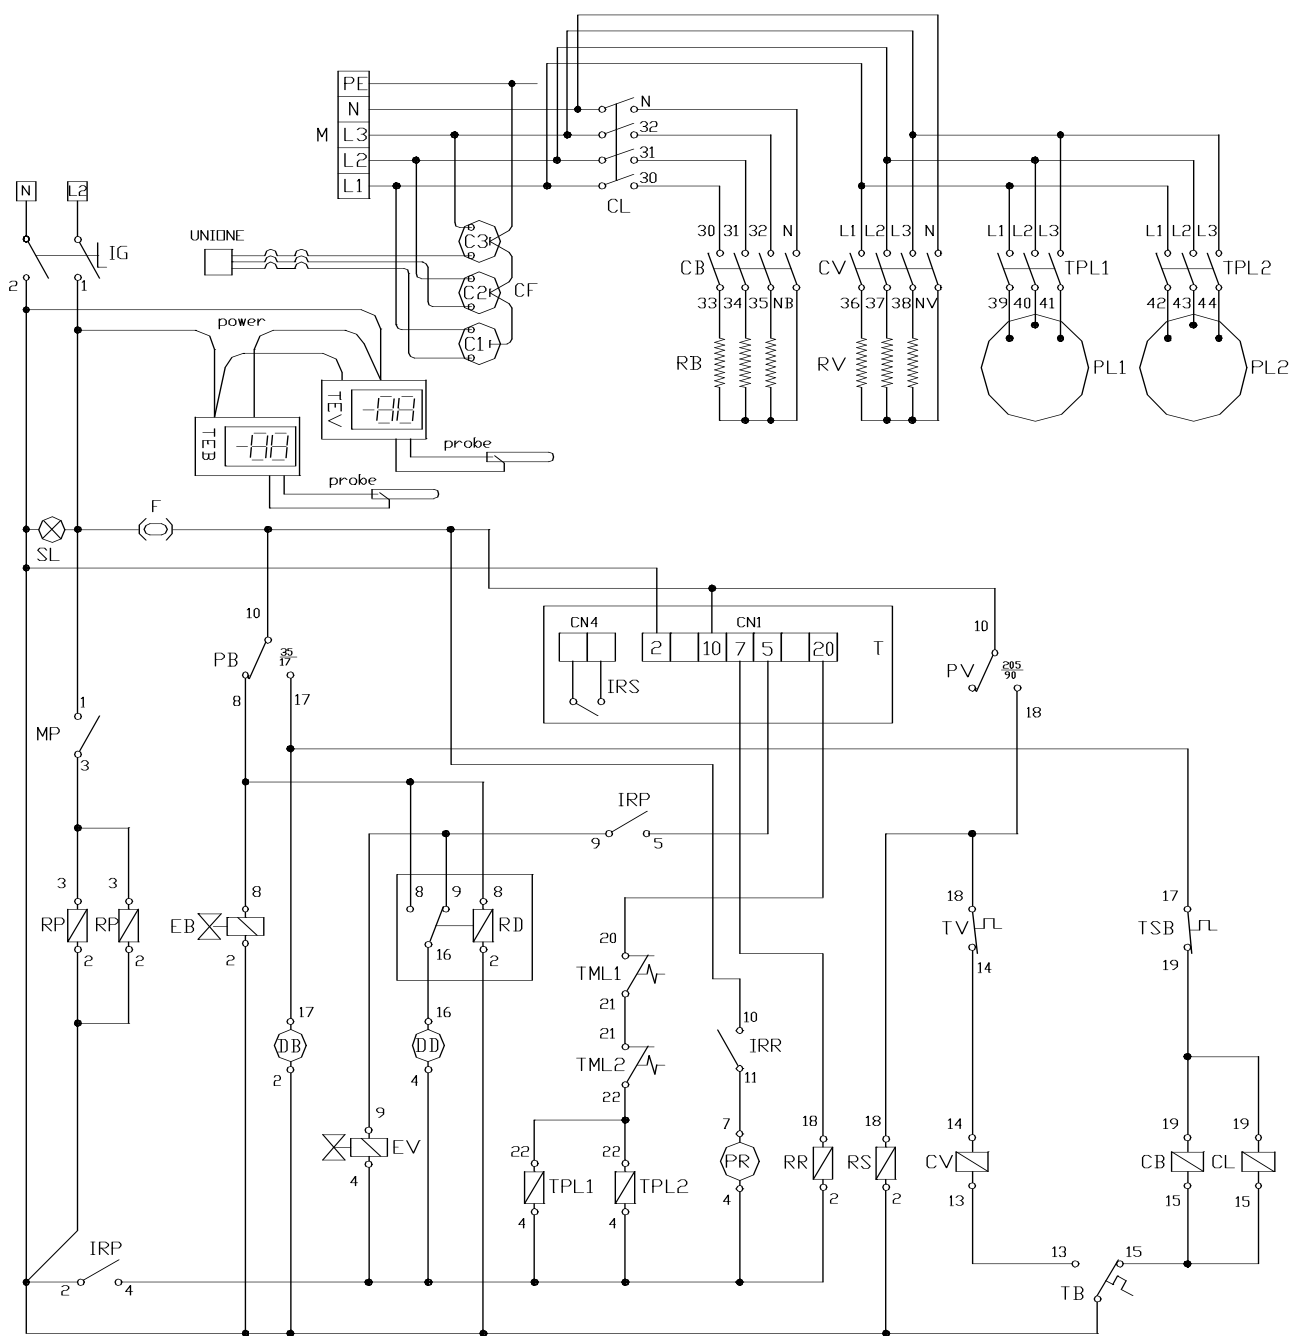 PE
N N
M L3 32
L2 31
L1 30
CL
N L2
IG
2 1
UNIONE
C3
C2 CF
C1
30 31 32 N L1 L2 L3 N L1 L2 L3 L1 L2 L3
CB CV TPL1 TPL2
33 34 35 NB 36 37 38 NV 39 40 41 42 43 44
RB RV PL1 PL2
power
TEV -88
TEB -88
probe
probe
F
SL
10 CN4 CN1 10
2 10 7 5 20 T
PB 35/17 PV 205/90
IRS
8 17 18
1
MP
3
IRP
9 5
3 3 8 8 9 8 18 17
RP RP EB RD TV TSB
2 2 2 16 2 14 19
20
TML1
21
17 16 21 10
DB DD TML2 IRR
2 4 22 11
9 7 18 18 14 19 19
EV 22 22 PR RR RS CV CB CL
4 TPL1 TPL2 4 2 2 13 15 15
4 4
IRP 13 15
2 4 TB